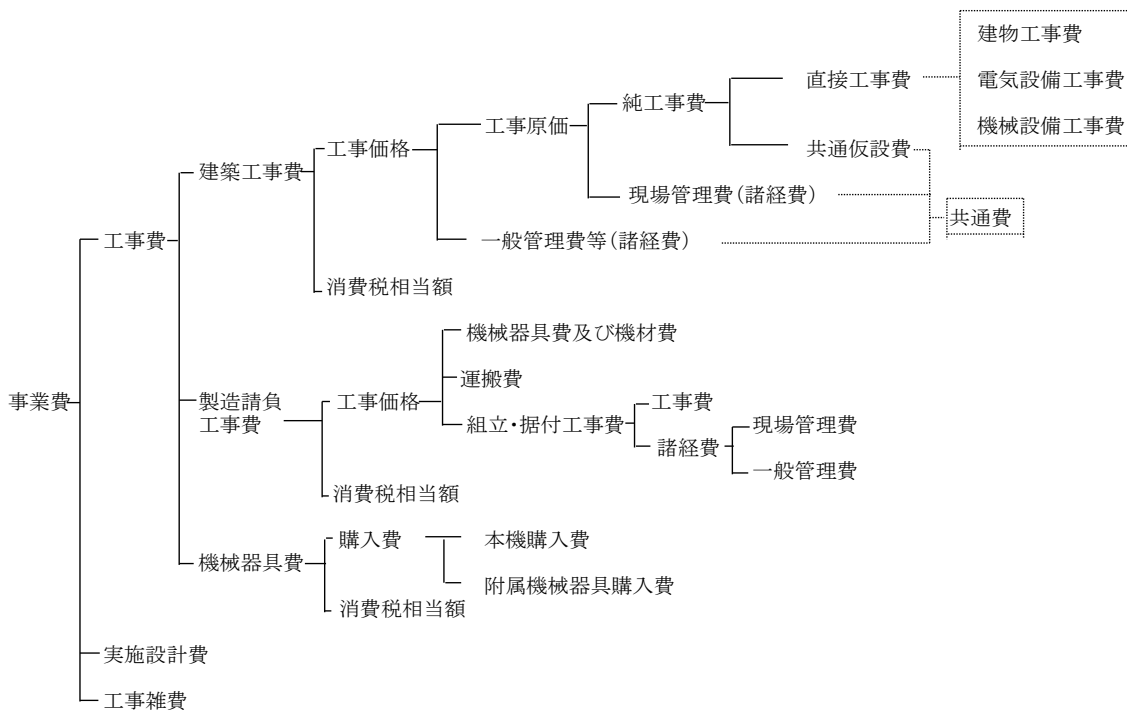 建物工事費
直接工事費
電気設備工事費
純工事費
工事原価
機械設備工事費
工事価格
共通仮設費
建築工事費
現場管理費(諸経費)
共通費
工事費
一般管理費等(諸経費)
消費税相当額
機械器具費及び機材費
運搬費
事業費
製造請負
工事費
工事価格
工事費
組立・据付工事費
現場管理費
諸経費
一般管理費
消費税相当額
購入費
本機購入費
機械器具費
附属機械器具購入費
消費税相当額
実施設計費
工事雑費